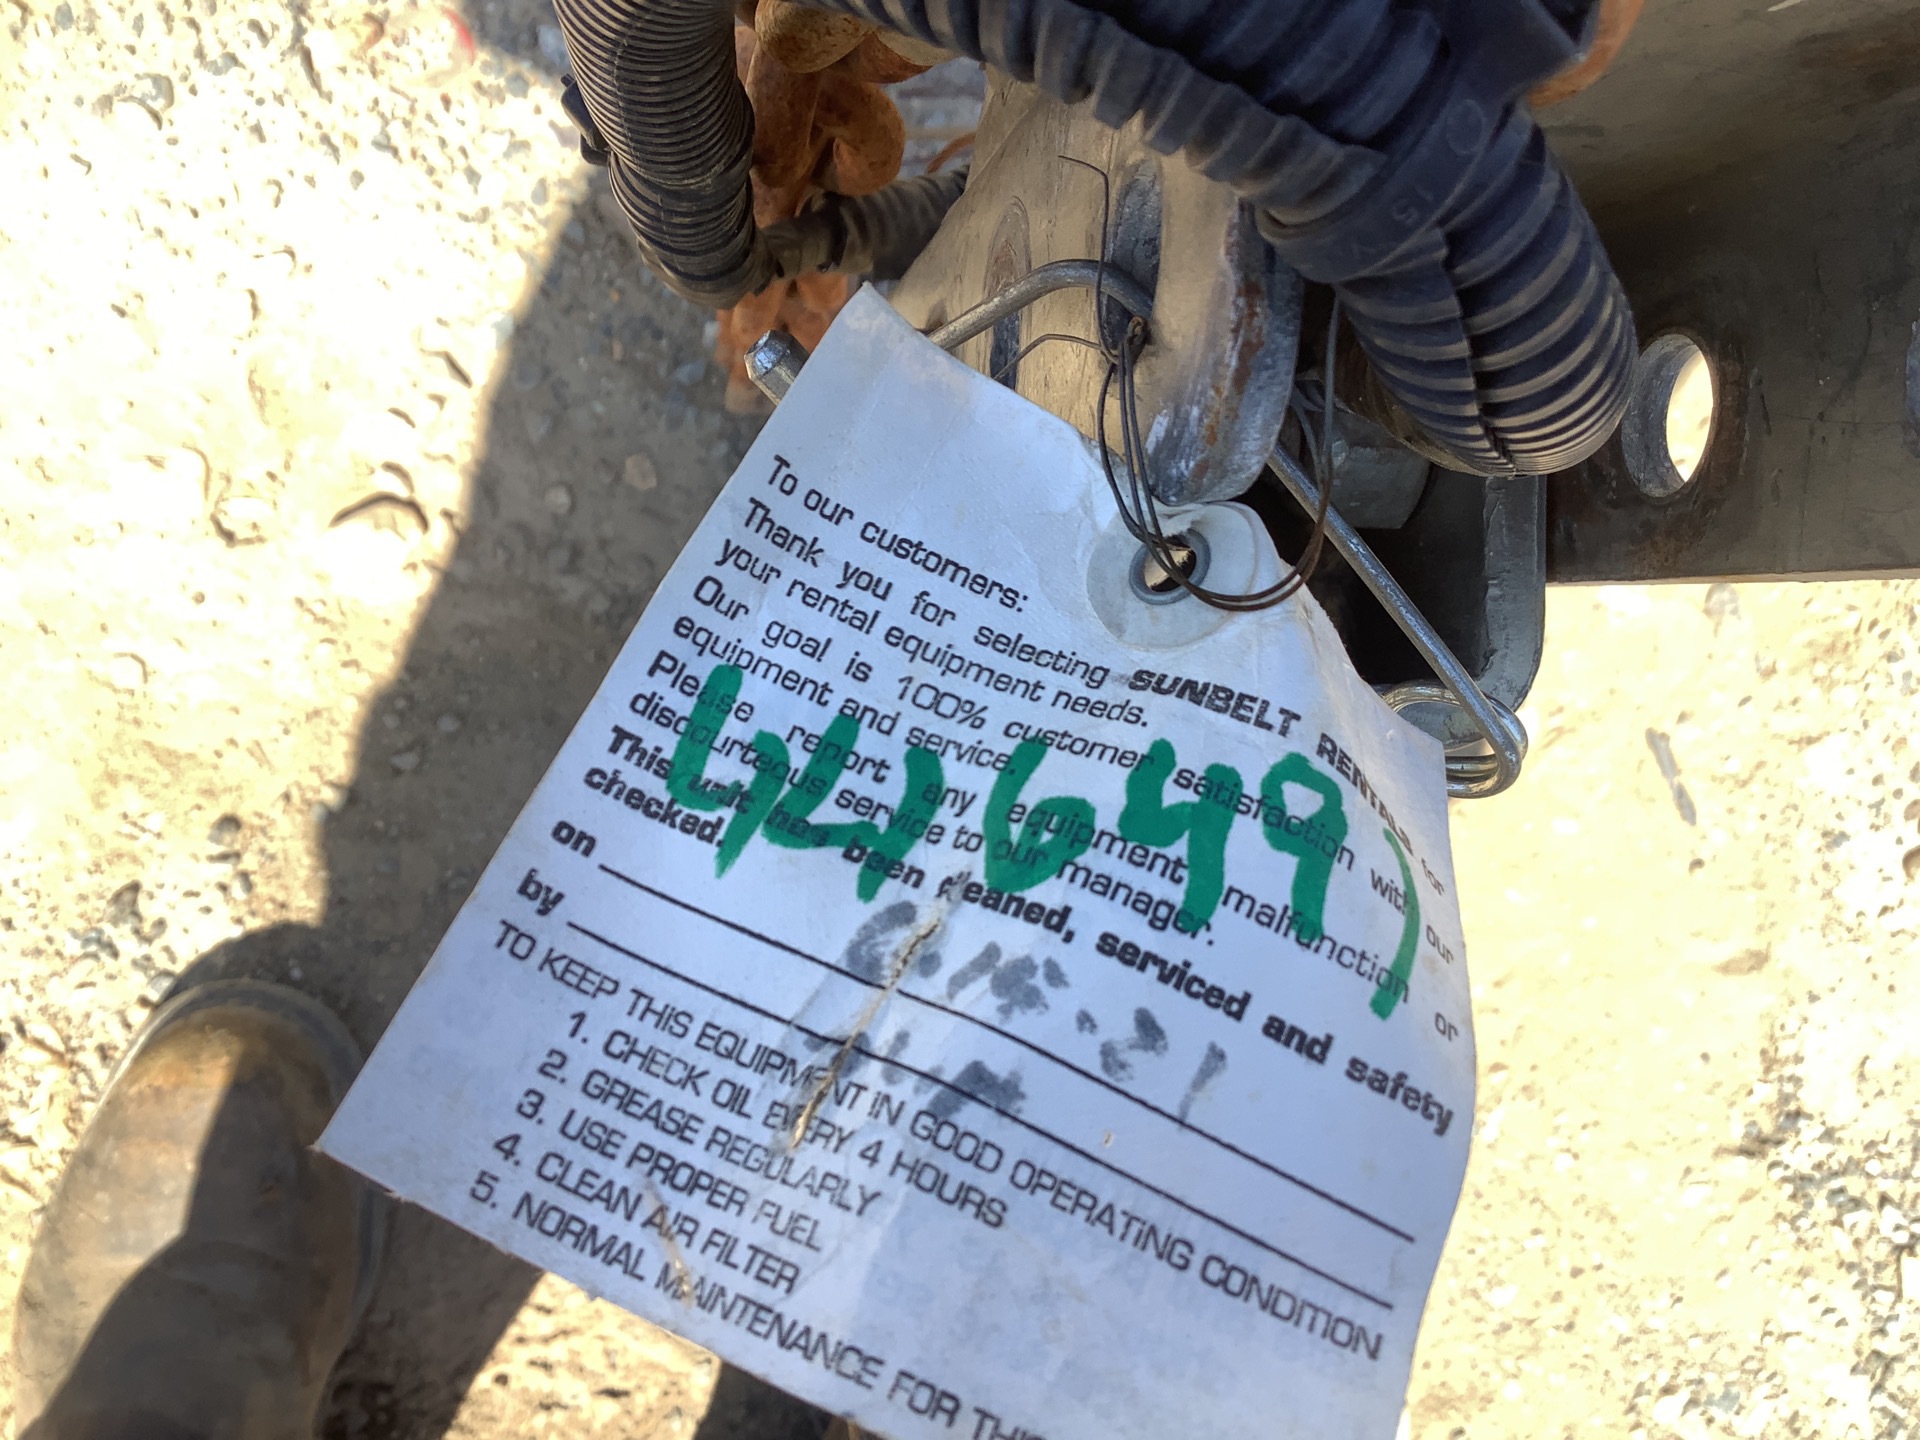 To our customers:
Thank you for selecting SUNBELT RENTALS for
your rental equipment needs.
Our goal is 100% customer satisfaction with our
equipment and service.
Please report any equipment malfunction or
discourteous service to our manager.
This unit has been cleaned, serviced and safety
checked.
on
by
TO KEEP THIS EQUIPMENT IN GOOD OPERATING CONDITION
1. CHECK OIL EVERY 4 HOURS
2. GREASE REGULARLY
3. USE PROPER FUEL
4. CLEAN AIR FILTER
5. NORMAL MAINTENANCE FOR THIS